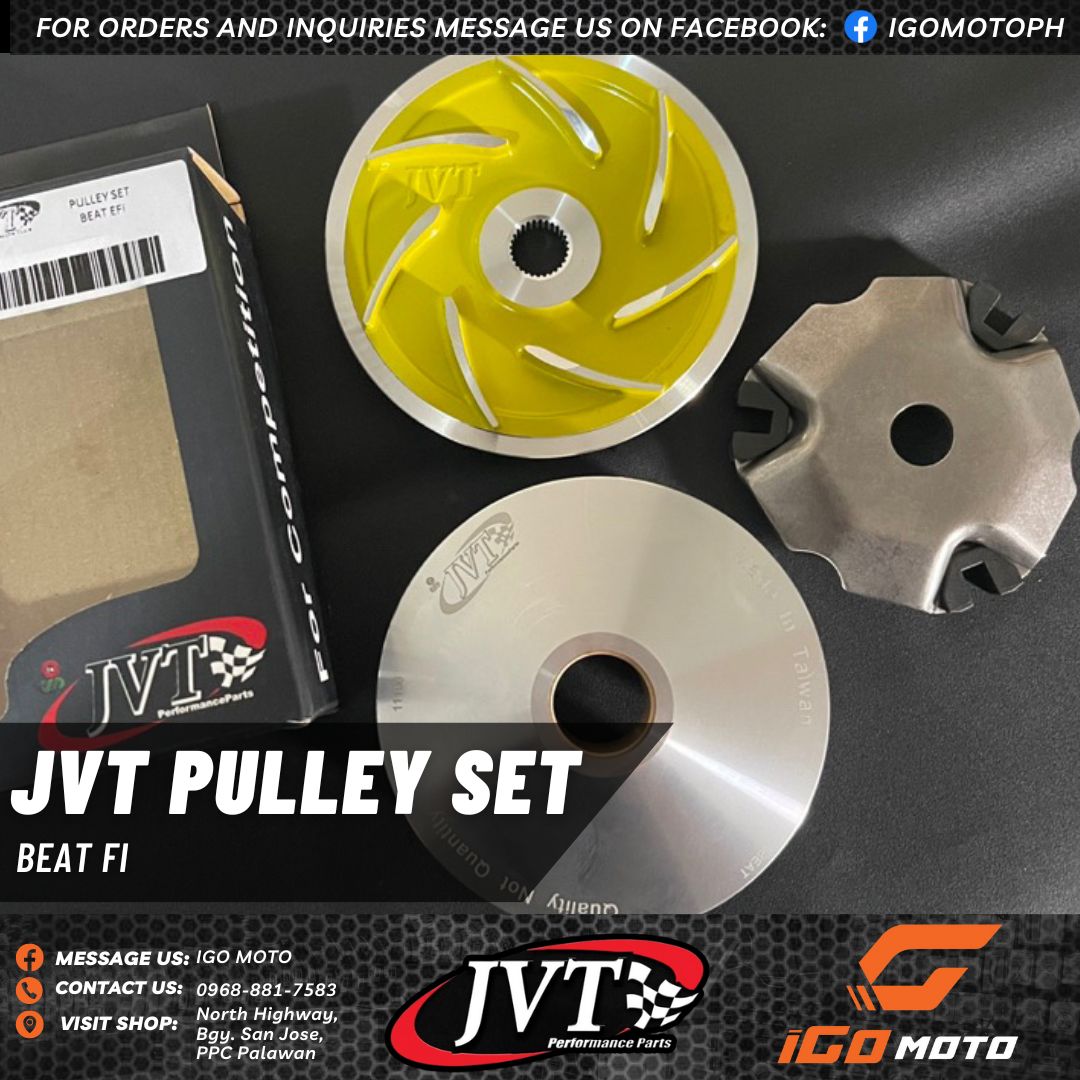 FOR ORDERS AND INQUIRIES MESSAGE US ON FACEBOOK: IGOMOTOPH
PULLEY SET
BEAT EFI
For Competition
JVT
PerformanceParts
JVT
JVT
in Taiwan
Quality Not Quantity
JVT PULLEY SET
BEAT FI
MESSAGE US: IGO MOTO
CONTACT US: 0968-881-7583
VISIT SHOP: North Highway,
Bgy. San Jose,
PPC Palawan
JVT
Performance Parts
iGO MOTO